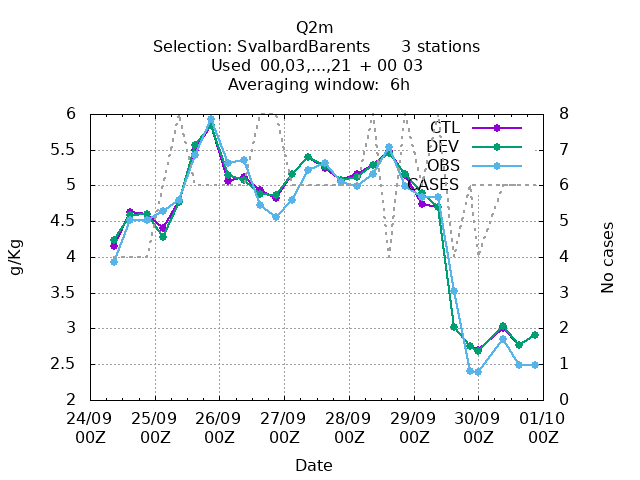 Q2m
Selection: SvalbardBarents 3 stations
Used 00,03,...,21 + 00 03
Averaging window: 6h
6 8
CTL
5.5 7
DEV
OBS
5 6
CASES
4.5 5
4 4
3.5 3
3 2
2.5 1
2 0
g/Kg
No cases
24/09 25/09 26/09 27/09 28/09 29/09 30/09 01/10
00Z 00Z 00Z 00Z 00Z 00Z 00Z 00Z
Date